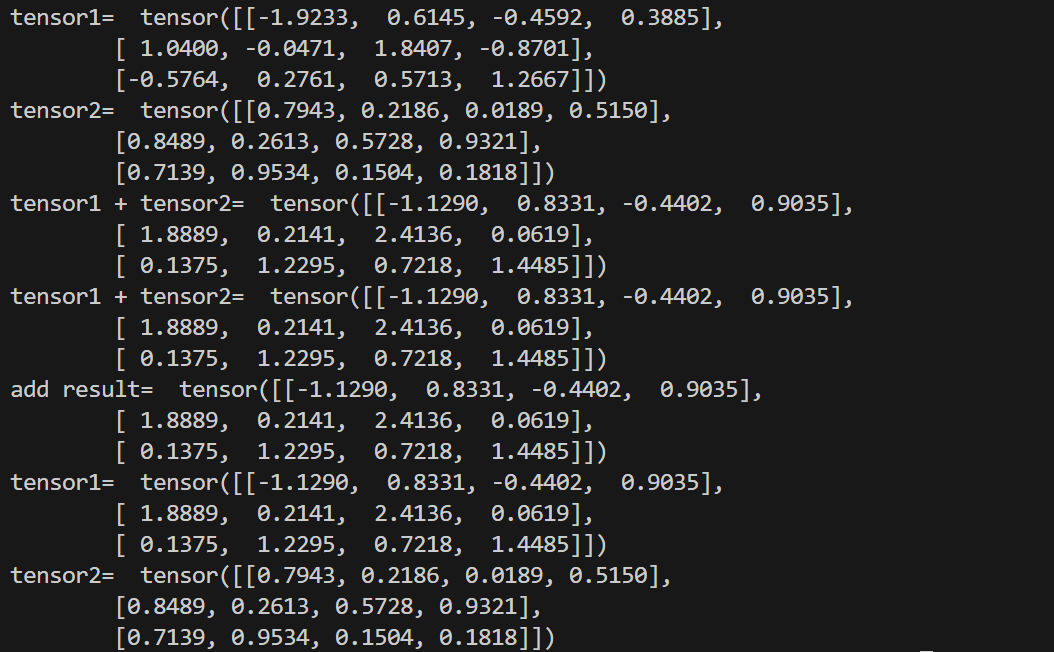 tensor1=  tensor([[-1.9233,  0.6145, -0.4592,  0.3885],
        [ 1.0400, -0.0471,  1.8407, -0.8701],
        [-0.5764,  0.2761,  0.5713,  1.2667]])
tensor2=  tensor([[0.7943, 0.2186, 0.0189, 0.5150],
        [0.8489, 0.2613, 0.5728, 0.9321],
        [0.7139, 0.9534, 0.1504, 0.1818]])
tensor1 + tensor2=  tensor([[-1.1290,  0.8331, -0.4402,  0.9035],
        [ 1.8889,  0.2141,  2.4136,  0.0619],
        [ 0.1375,  1.2295,  0.7218,  1.4485]])
tensor1 + tensor2=  tensor([[-1.1290,  0.8331, -0.4402,  0.9035],
        [ 1.8889,  0.2141,  2.4136,  0.0619],
        [ 0.1375,  1.2295,  0.7218,  1.4485]])
add result=  tensor([[-1.1290,  0.8331, -0.4402,  0.9035],
        [ 1.8889,  0.2141,  2.4136,  0.0619],
        [ 0.1375,  1.2295,  0.7218,  1.4485]])
tensor1=  tensor([[-1.1290,  0.8331, -0.4402,  0.9035],
        [ 1.8889,  0.2141,  2.4136,  0.0619],
        [ 0.1375,  1.2295,  0.7218,  1.4485]])
tensor2=  tensor([[0.7943, 0.2186, 0.0189, 0.5150],
        [0.8489, 0.2613, 0.5728, 0.9321],
        [0.7139, 0.9534, 0.1504, 0.1818]])